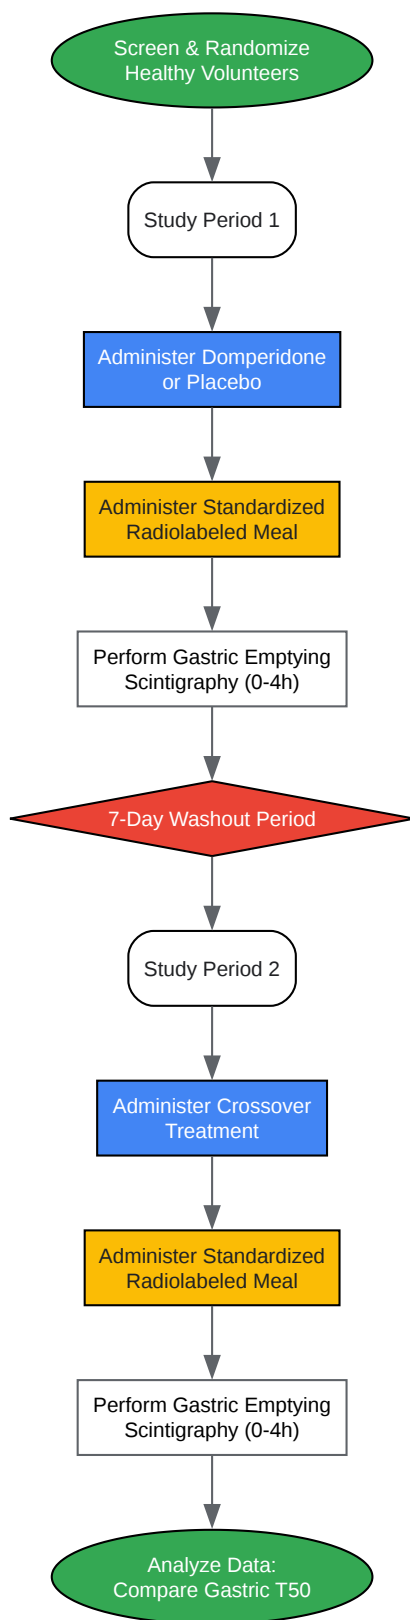 Screen & Randomize
Healthy Volunteers
Study Period 1
Administer Domperidone
or Placebo
Administer Standardized
Radiolabeled Meal
Perform Gastric Emptying
Scintigraphy (0-4h)
7-Day Washout Period
Study Period 2
Administer Crossover
Treatment
Administer Standardized
Radiolabeled Meal
Perform Gastric Emptying
Scintigraphy (0-4h)
Analyze Data:
Compare Gastric T50